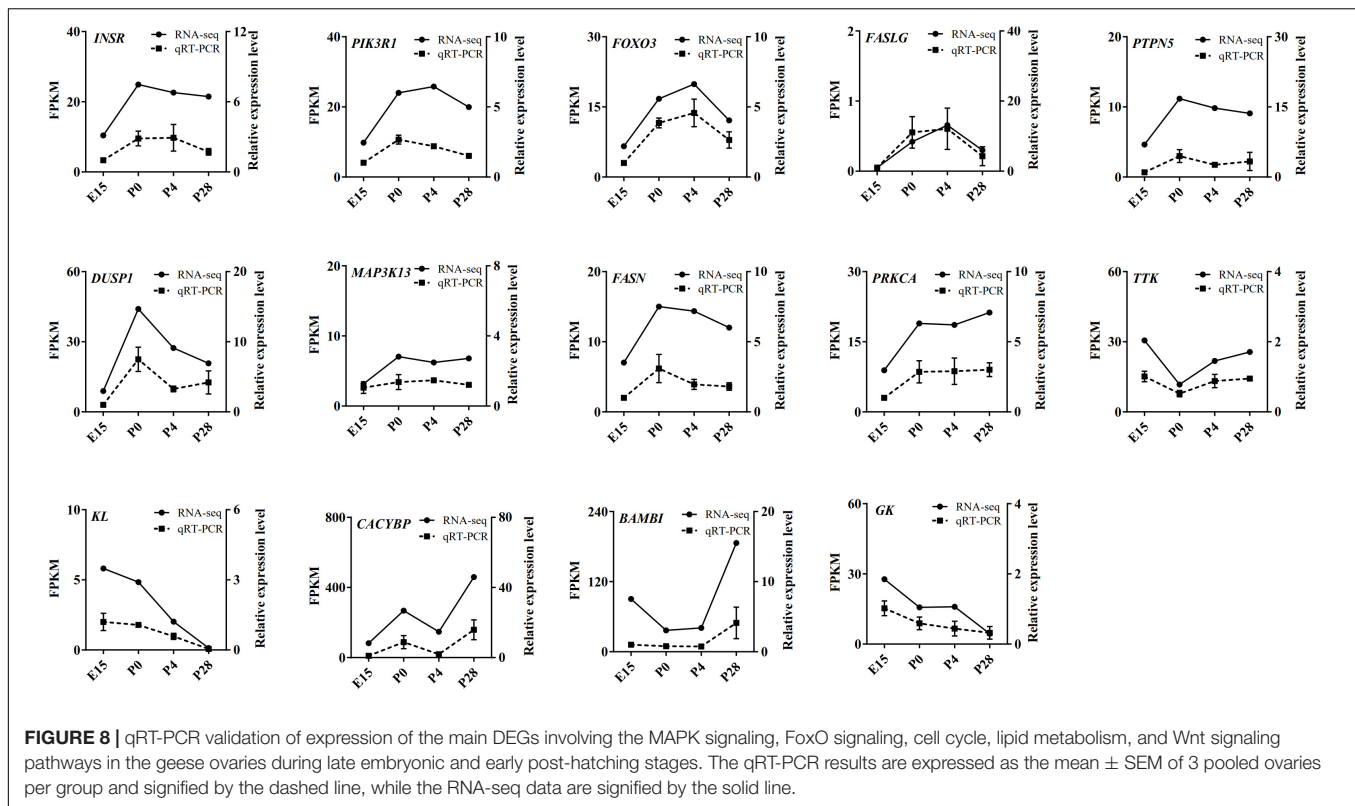 INSR
RNA-seq
qRT-PCR
FPKM
40
20
0
12
6
0
Relative expression level
E15 P0 P4 P28
PIK3R1
RNA-seq
qRT-PCR
FPKM
40
20
0
10
5
0
Relative expression level
E15 P0 P4 P28
FOXO3
RNA-seq
qRT-PCR
FPKM
30
15
0
10
5
0
Relative expression level
E15 P0 P4 P28
FASLG
RNA-seq
qRT-PCR
FPKM
2
1
0
40
20
0
Relative expression level
E15 P0 P4 P28
PTPN5
RNA-seq
qRT-PCR
FPKM
20
10
0
30
15
0
Relative expression level
E15 P0 P4 P28
DUSP1
RNA-seq
qRT-PCR
FPKM
60
30
0
20
10
0
Relative expression level
E15 P0 P4 P28
MAP3K13
RNA-seq
qRT-PCR
FPKM
20
10
0
8
4
0
Relative expression level
E15 P0 P4 P28
FASN
RNA-seq
qRT-PCR
FPKM
20
10
0
10
5
0
Relative expression level
E15 P0 P4 P28
PRKCA
RNA-seq
qRT-PCR
FPKM
30
15
0
10
5
0
Relative expression level
E15 P0 P4 P28
TTK
RNA-seq
qRT-PCR
FPKM
60
30
0
4
2
0
Relative expression level
E15 P0 P4 P28
KL
RNA-seq
qRT-PCR
FPKM
10
5
0
6
3
0
Relative expression level
E15 P0 P4 P28
CACYBP
RNA-seq
qRT-PCR
FPKM
800
400
0
80
40
0
Relative expression level
E15 P0 P4 P28
BAMBI
RNA-seq
qRT-PCR
FPKM
240
120
0
20
10
0
Relative expression level
E15 P0 P4 P28
GK
RNA-seq
qRT-PCR
FPKM
60
30
0
4
2
0
Relative expression level
E15 P0 P4 P28
FIGURE 8 | qRT-PCR validation of expression of the main DEGs involving the MAPK signaling, FoxO signaling, cell cycle, lipid metabolism, and Wnt signaling
pathways in the geese ovaries during late embryonic and early post-hatching stages. The qRT-PCR results are expressed as the mean ± SEM of 3 pooled ovaries
per group and signified by the dashed line, while the RNA-seq data are signified by the solid line.